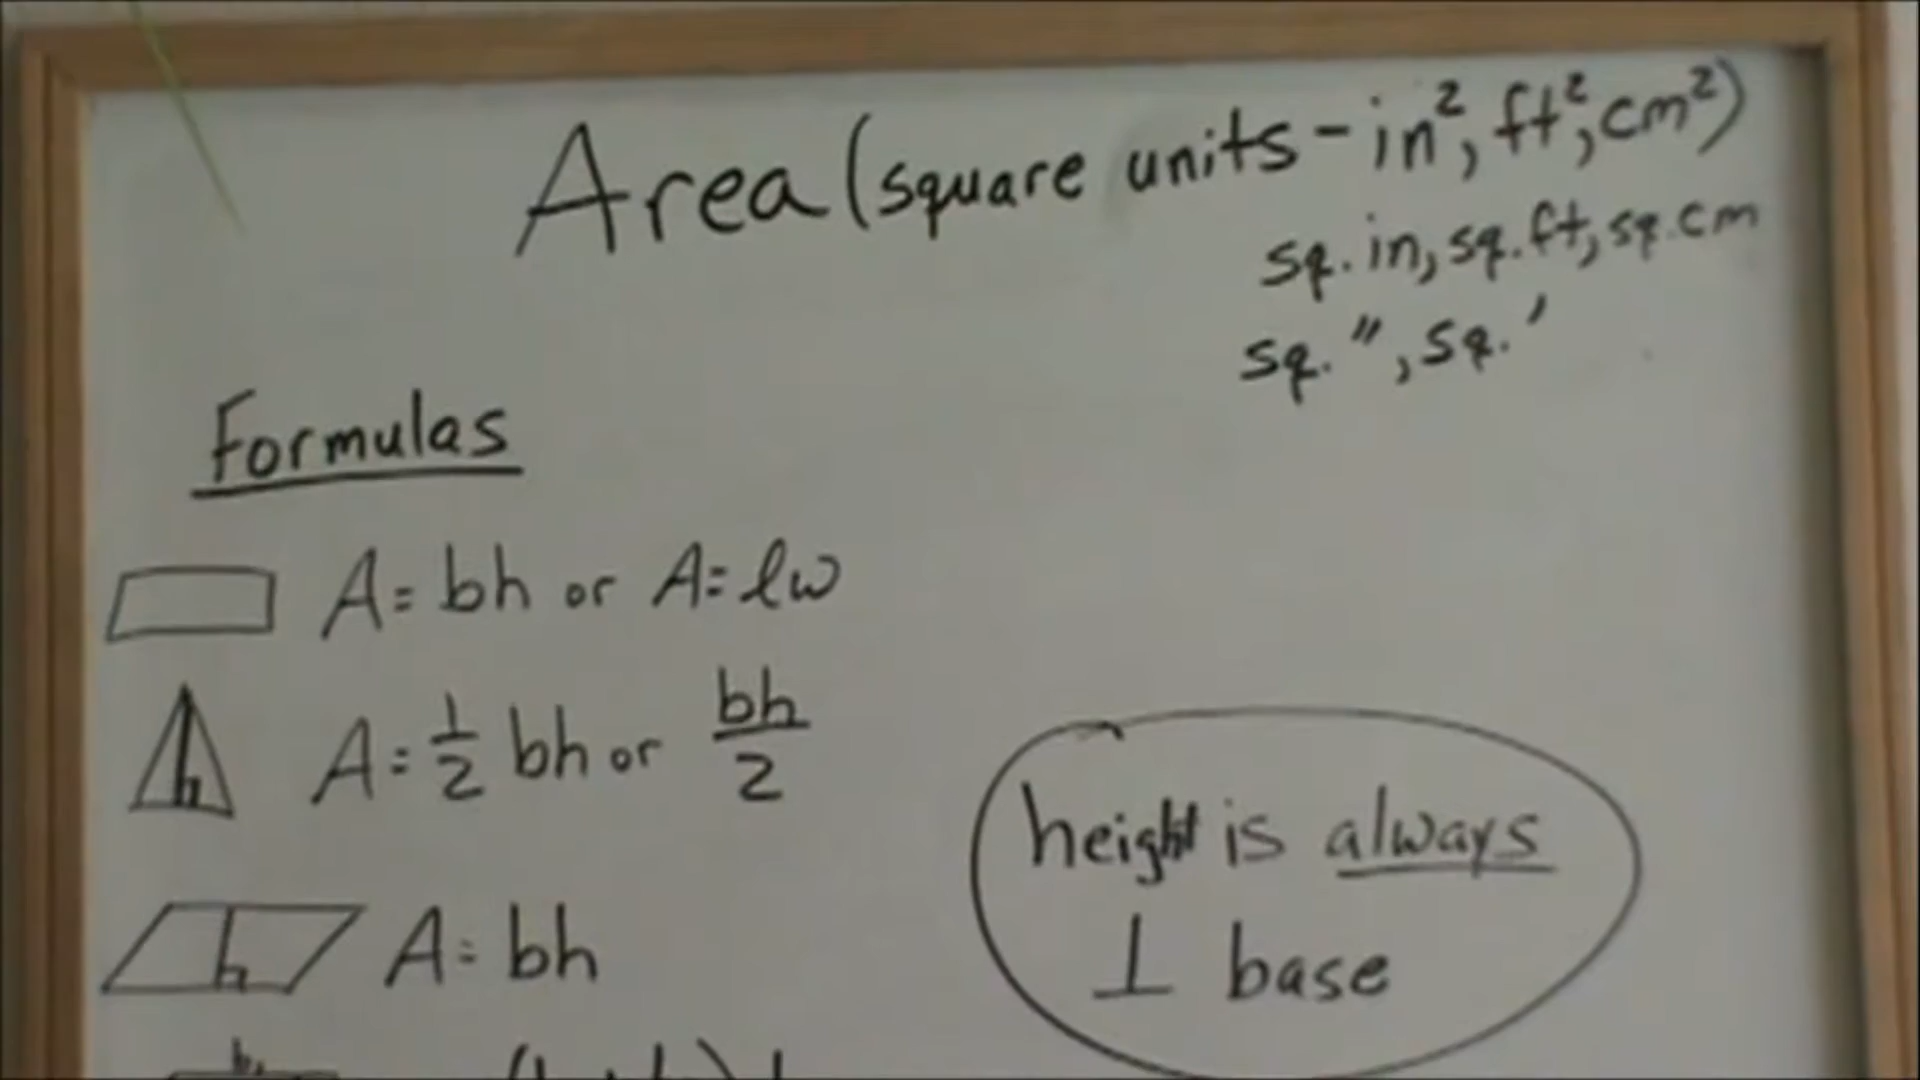 Area (square units - in², ft², cm²)
sq. in, sq. ft, sq. cm
sq. ", sq. '
Formulas
A = bh or A = lw
A = 1/2 bh or bh/2
A = bh
height is always
⊥ base